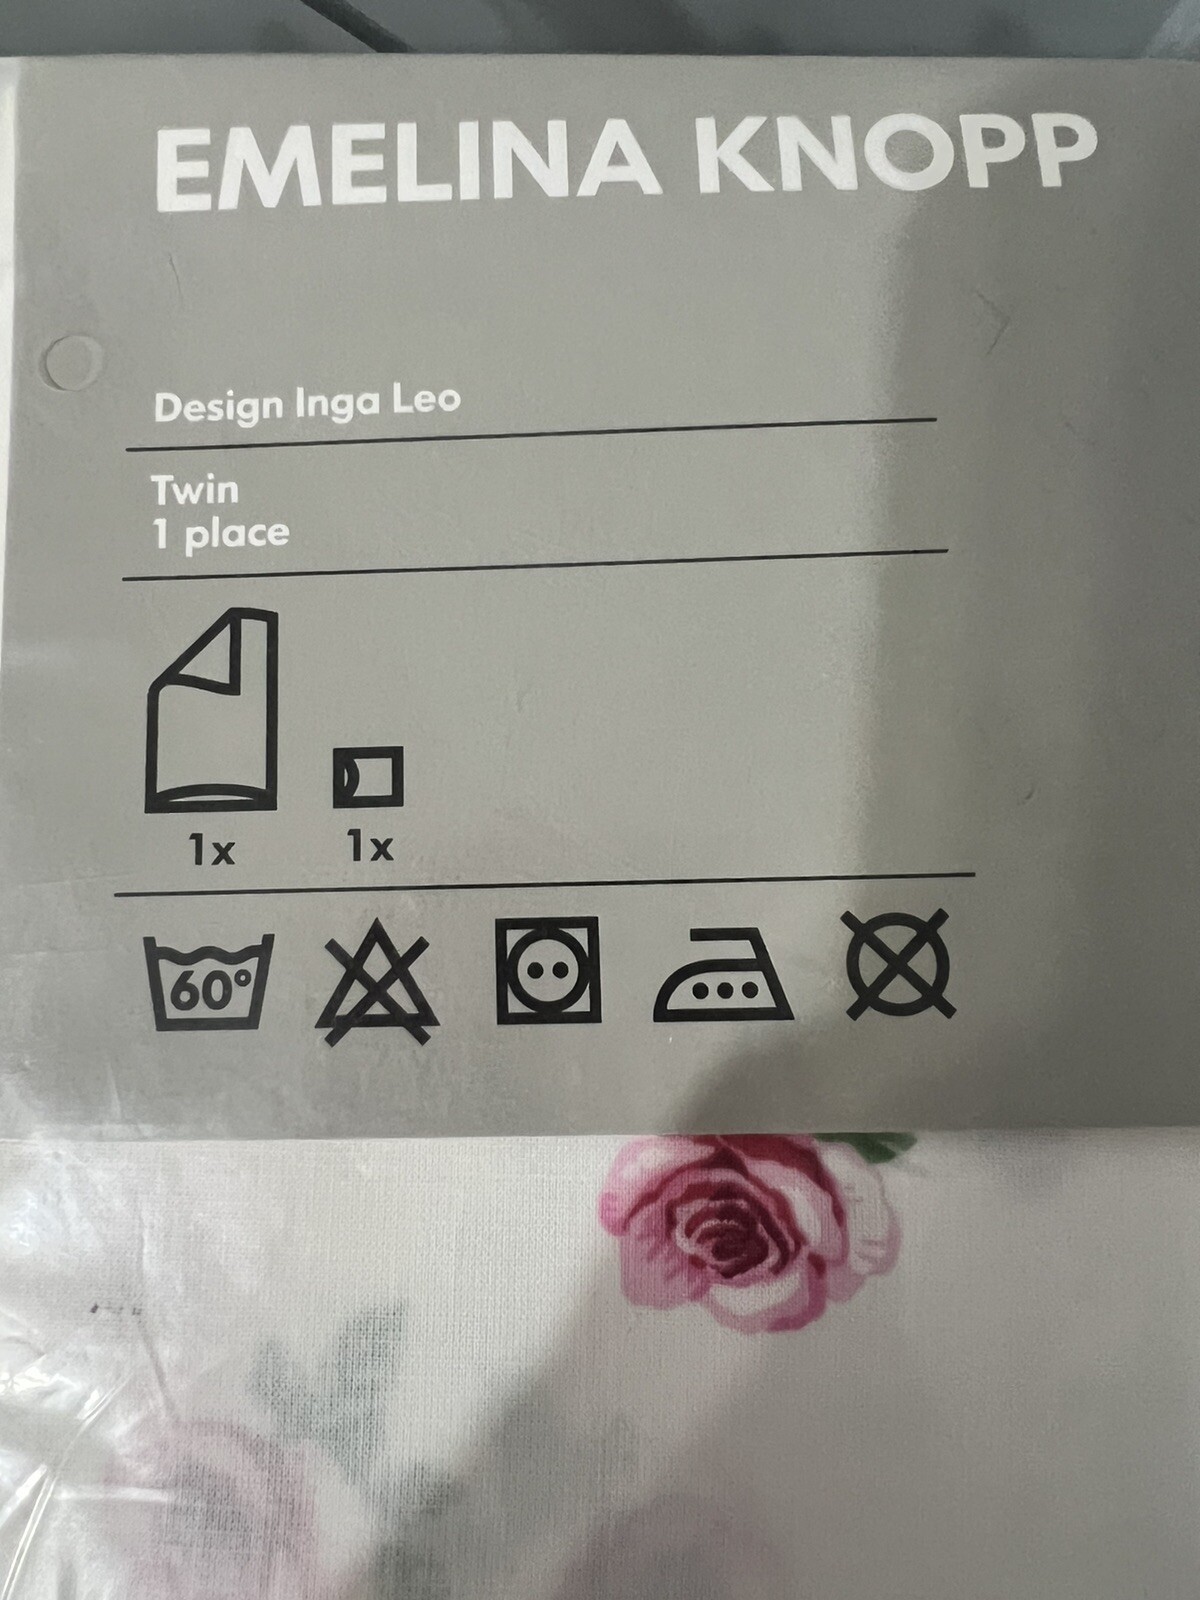 EMELINA KNOPP
Design Inga Leo
Twin
1 place
1x 1x
60°